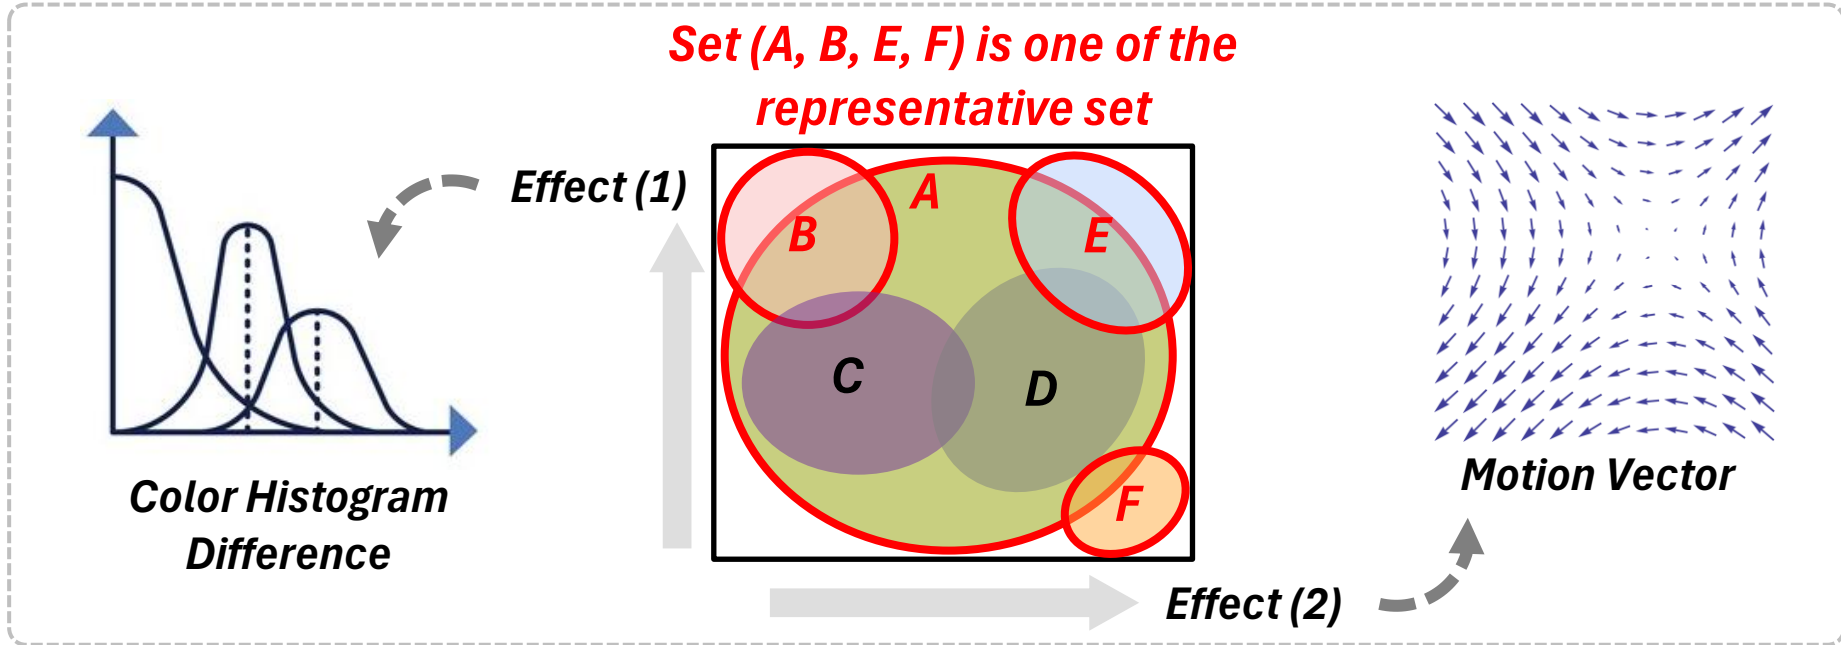 Set (A, B, E, F) is one of the
representative set
Effect (1)
A
B
E
C
D
F
Color Histogram
Difference
Motion Vector
Effect (2)